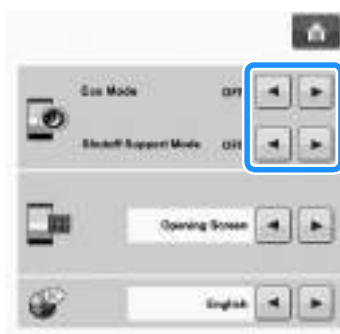 Eco Mode OFF
Shutoff Support Mode OFF
Opening Screen
English